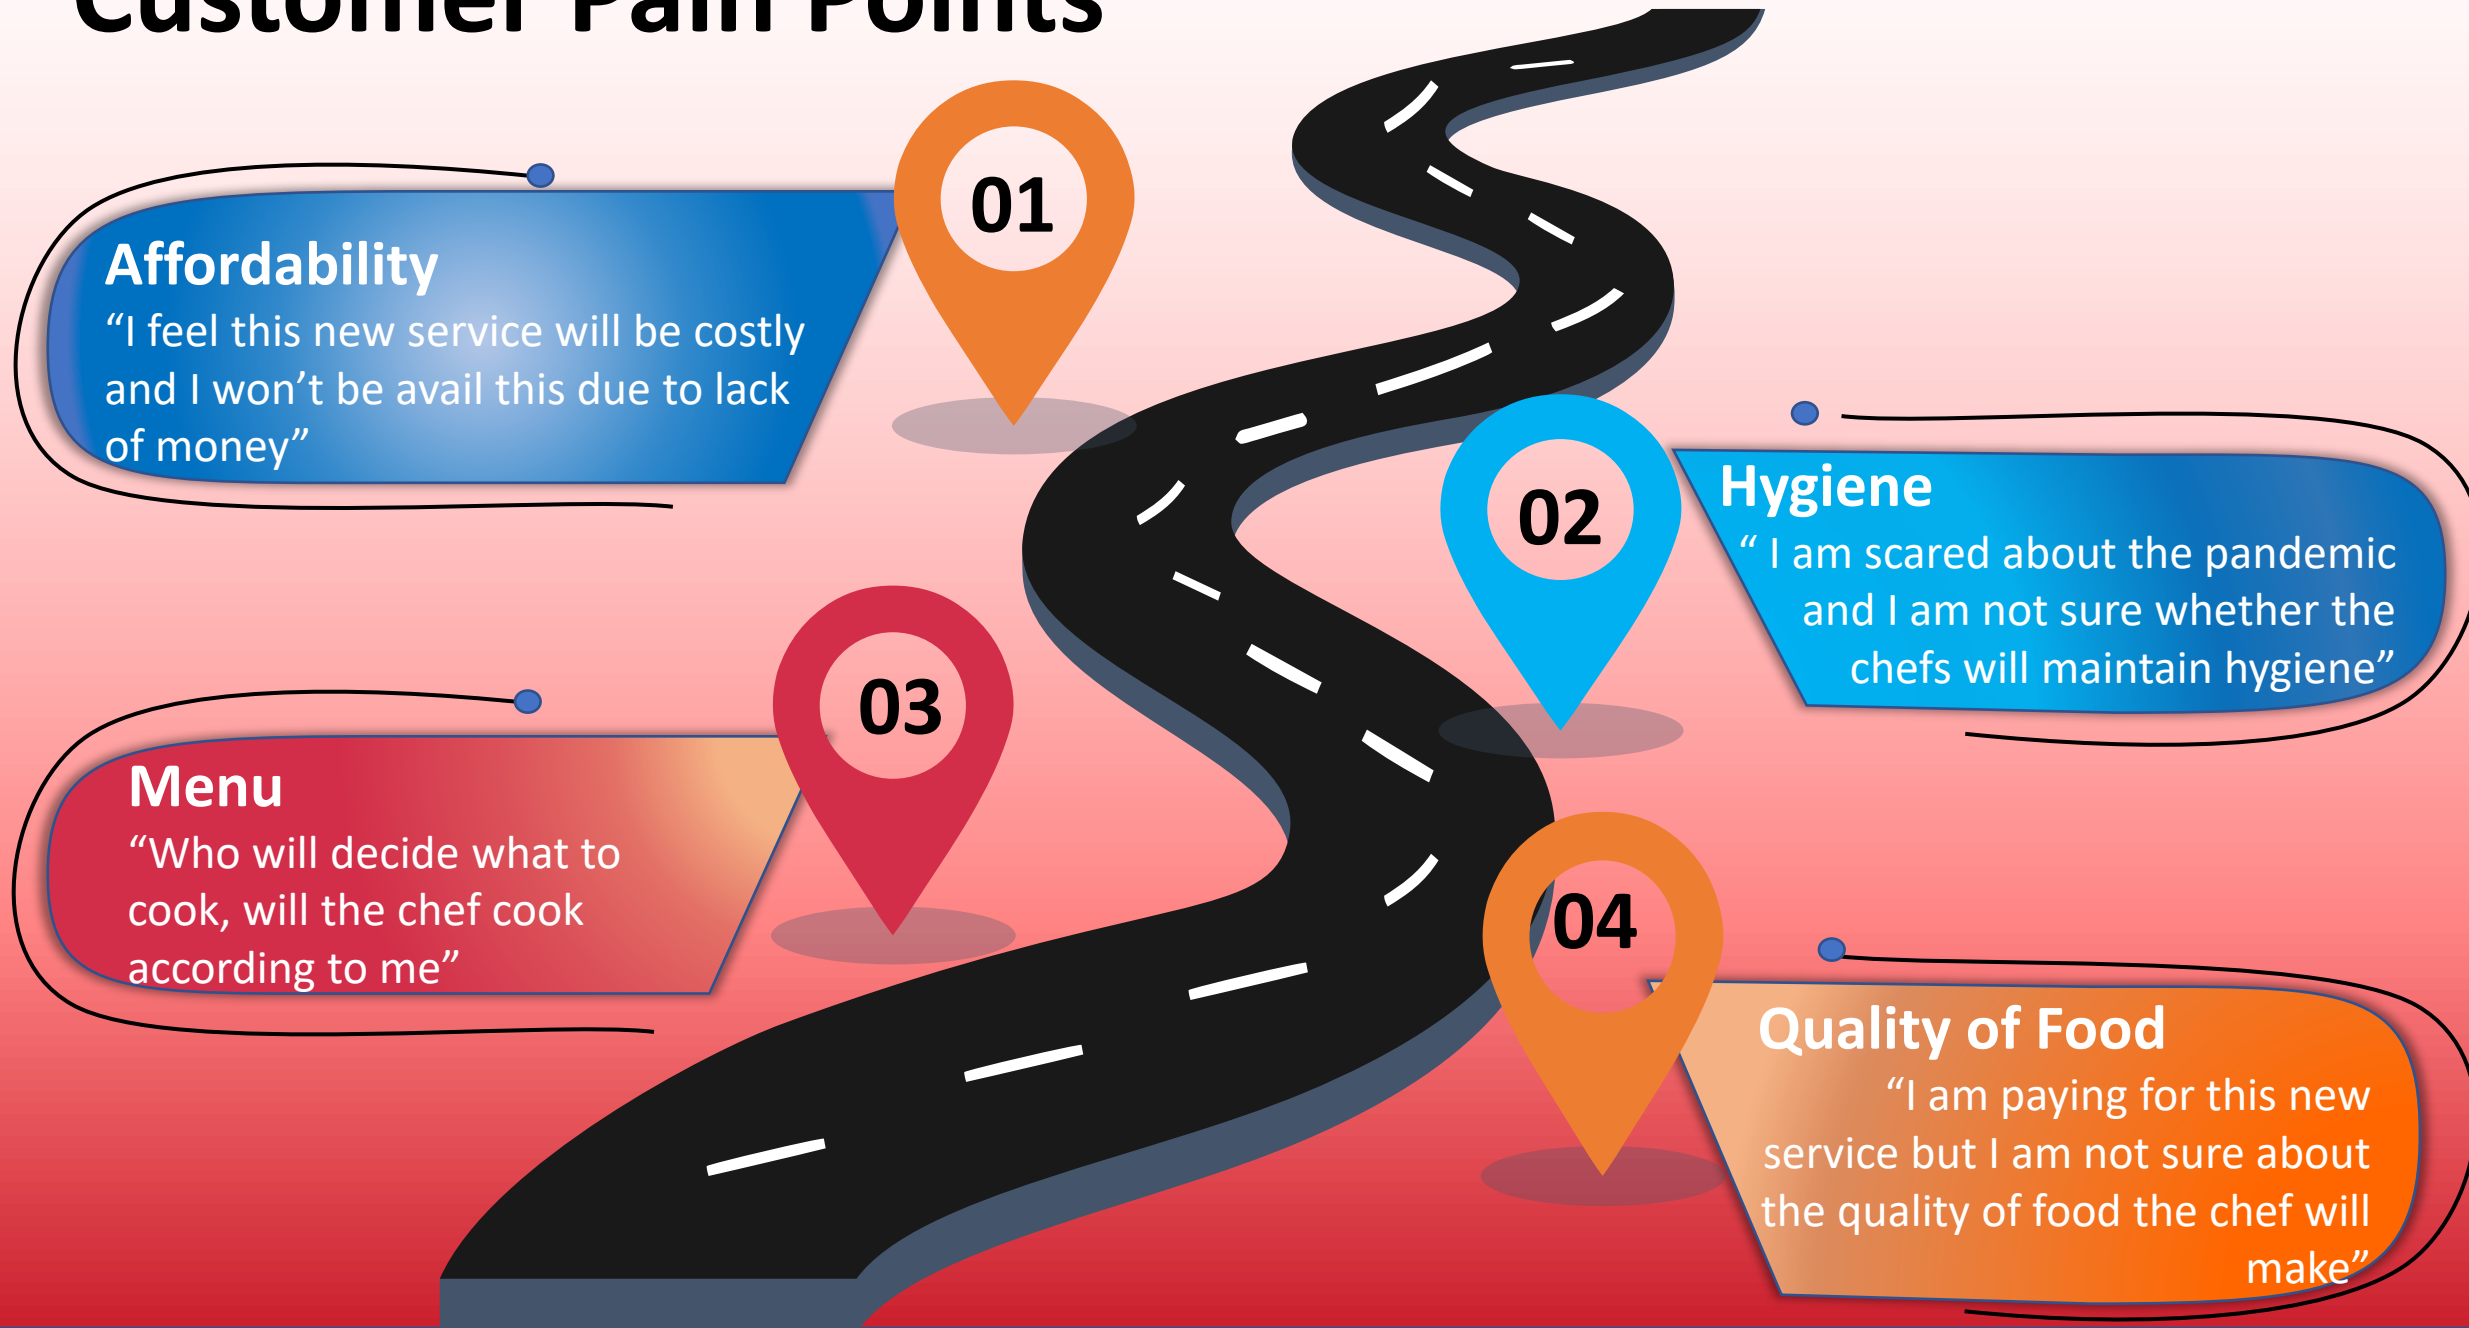 Customer Pain Points
01
Affordability
“I feel this new service will be costly
and I won’t be avail this due to lack
of money”
02
Hygiene
“ I am scared about the pandemic
and I am not sure whether the
chefs will maintain hygiene”
03
Menu
“Who will decide what to
cook, will the chef cook
according to me”
04
Quality of Food
“I am paying for this new
service but I am not sure about
the quality of food the chef will
make”